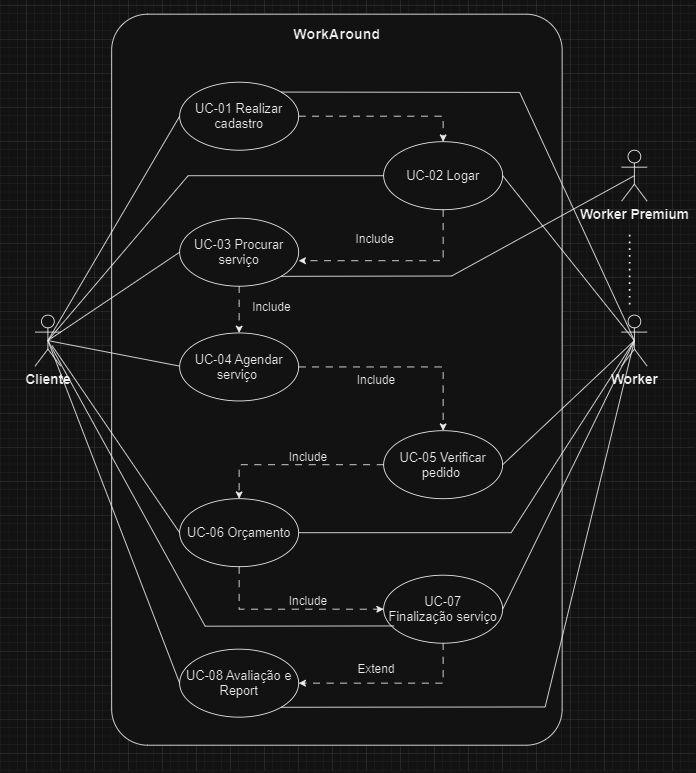 WorkAround
UC-01 Realizar
cadastro
UC-02 Logar
Worker Premium
Include
UC-03 Procurar
serviço
Include
UC-04 Agendar
serviço
Include
Cliente
Worker
UC-05 Verificar
pedido
Include
UC-06 Orçamento
Include
UC-07
Finalização serviço
Extend
UC-08 Avaliação e
Report